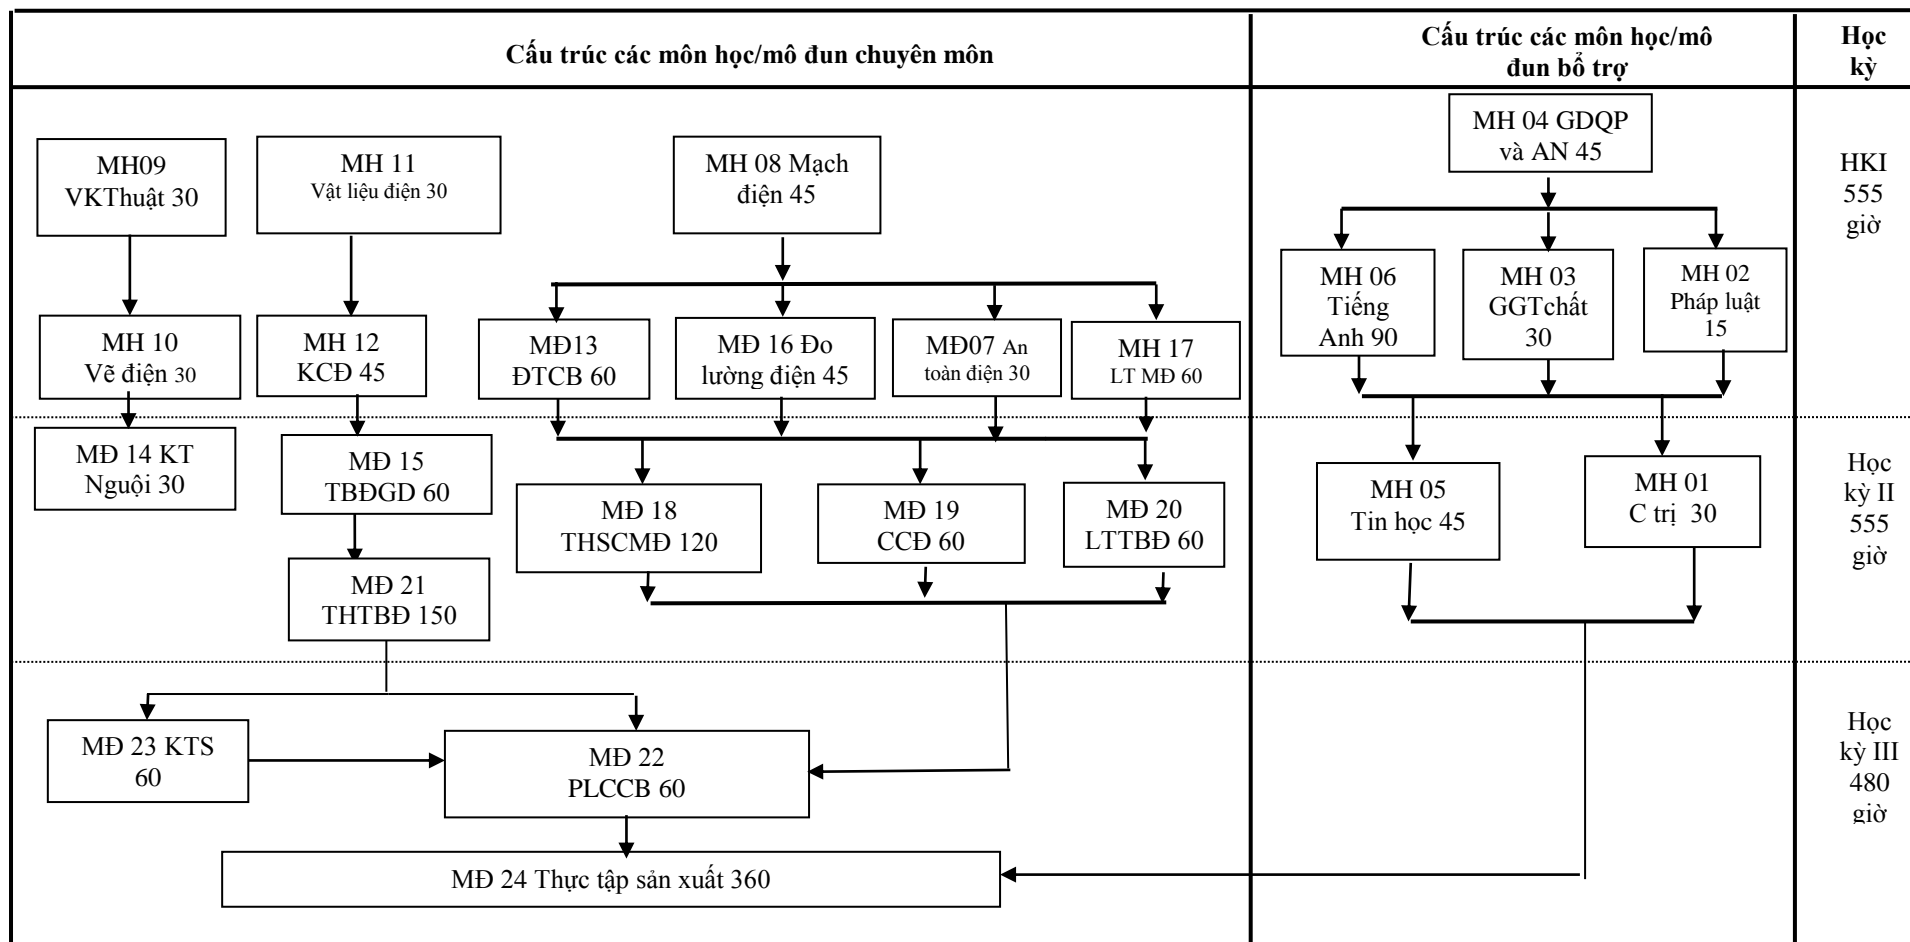 Cấu trúc các môn học/mô đun chuyên môn
Cấu trúc các môn học/mô
đun bổ trợ
Học
kỳ
MH09
VKThuật 30
MH 11
Vật liệu điện 30
MH 08 Mạch
điện 45
MH 04 GDQP
và AN 45
HKI
555
giờ
MH 10
Vẽ điện 30
MH 12
KCĐ 45
MĐ13
ĐTCB 60
MĐ 16 Đo
lường điện 45
MĐ07 An
toàn điện 30
MH 17
LT MĐ 60
MH 06
Tiếng
Anh 90
MH 03
GGTchất
30
MH 02
Pháp luật
15
MĐ 14 KT
Nguội 30
MĐ 15
TBĐGD 60
MĐ 18
THSCMĐ 120
MĐ 19
CCĐ 60
MĐ 20
LTTBĐ 60
MH 05
Tin học 45
MH 01
C trị 30
Học
kỳ II
555
giờ
MĐ 21
THTBĐ 150
MĐ 23 KTS
60
MĐ 22
PLCCB 60
Học
kỳ III
480
giờ
MĐ 24 Thực tập sản xuất 360